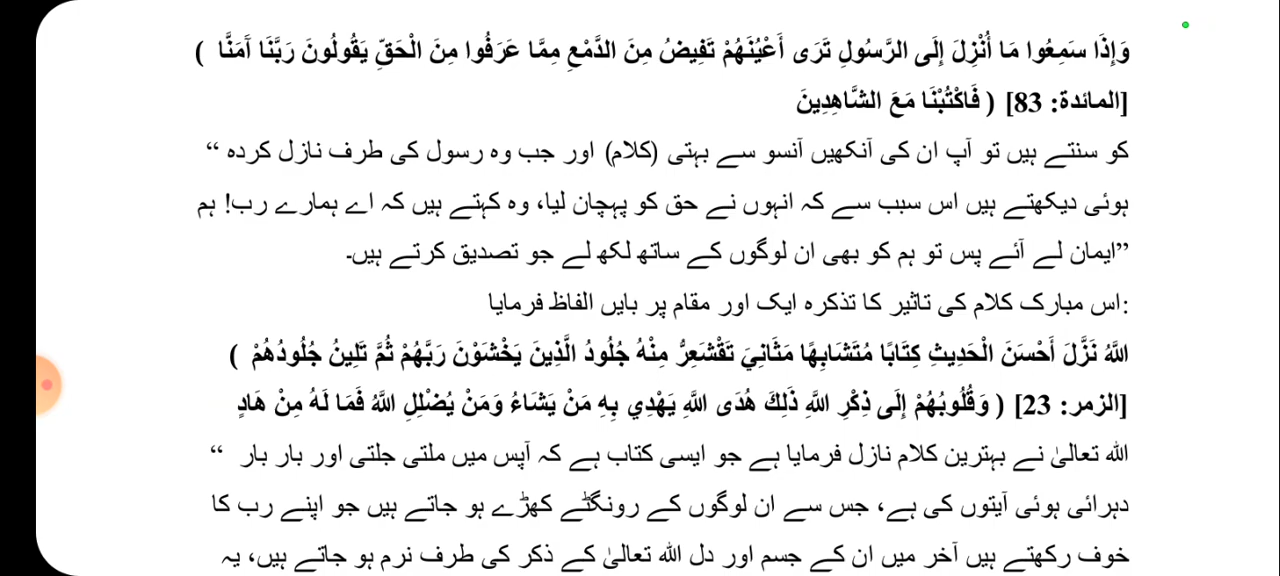 وَإِذَا سَمِعُوا مَا أُنْزِلَ إِلَى الرَّسُولِ تَرَى أَعْيُنَهُمْ تَفِيضُ مِنَ الدَّمْعِ مِمَّا عَرَفُوا مِنَ الْحَقِّ يَقُولُونَ رَبَّنَا آمَنَّا )
[المائدة: 83] ( فَاكْتُبْنَا مَعَ الشَّاهِدِينَ
کو سنتے ہیں تو آپ ان کی آنکھیں آنسو سے بہتی (کلام) اور جب وہ رسول کی طرف نازل کردہ “
ہوئی دیکھتے ہیں اس سبب سے کہ انہوں نے حق کو پہچان لیا، وہ کہتے ہیں کہ اے ہمارے رب! ہم
”ایمان لے آئے پس تو ہم کو بھی ان لوگوں کے ساتھ لکھ لے جو تصدیق کرتے ہیں۔
:اس مبارک کلام کی تاثیر کا تذکرہ ایک اور مقام پر بایں الفاظ فرمایا
اللَّهُ نَزَّلَ أَحْسَنَ الْحَدِيثِ كِتَابًا مُتَشَابِهًا مَثَانِيَ تَقْشَعِرُّ مِنْهُ جُلُودُ الَّذِينَ يَخْشَوْنَ رَبَّهُمْ ثُمَّ تَلِينُ جُلُودُهُمْ )
[الزمر: 23] ( وَقُلُوبُهُمْ إِلَى ذِكْرِ اللَّهِ ذَلِكَ هُدَى اللَّهِ يَهْدِي بِهِ مَنْ يَشَاءُ وَمَنْ يُضْلِلِ اللَّهُ فَمَا لَهُ مِنْ هَادٍ
اللہ تعالیٰ نے بہترین کلام نازل فرمایا ہے جو ایسی کتاب ہے کہ آپس میں ملتی جلتی اور بار بار “
دہرائی ہوئی آیتوں کی ہے، جس سے ان لوگوں کے رونگٹے کھڑے ہو جاتے ہیں جو اپنے رب کا
خوف رکھتے ہیں آخر میں ان کے جسم اور دل اللہ تعالیٰ کے ذکر کی طرف نرم ہو جاتے ہیں، یہ